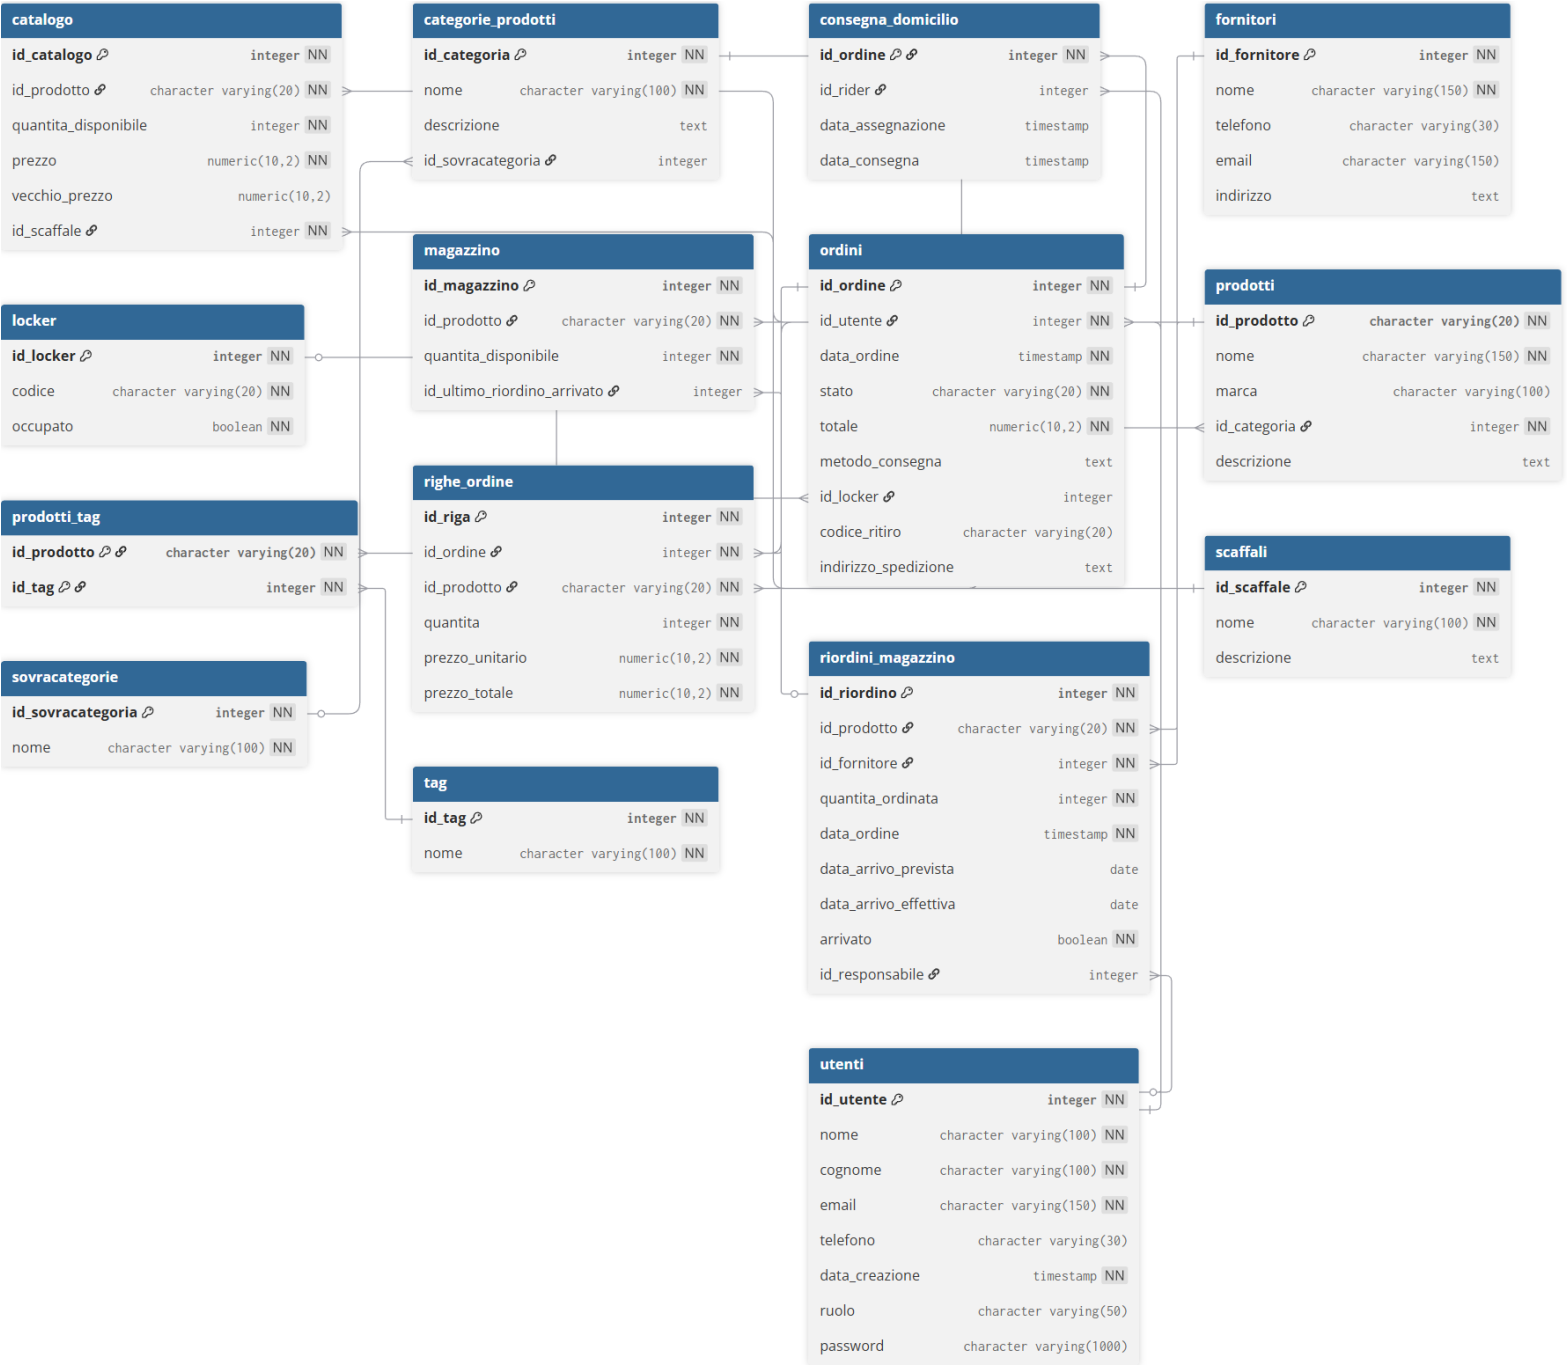 catalogo
id_catalogo integer NN
id_prodotto character varying(20) NN
quantita_disponibile integer NN
prezzo numeric(10,2) NN
vecchio_prezzo numeric(10,2)
id_scaffale integer NN
categorie_prodotti
id_categoria integer NN
nome character varying(100) NN
descrizione text
id_sovracategoria integer
consegna_domicilio
id_ordine integer NN
id_rider integer
data_assegnazione timestamp
data_consegna timestamp
fornitori
id_fornitore integer NN
nome character varying(150) NN
telefono character varying(30)
email character varying(150)
indirizzo text
locker
id_locker integer NN
codice character varying(20) NN
occupato boolean NN
magazzino
id_magazzino integer NN
id_prodotto character varying(20) NN
quantita_disponibile integer NN
id_ultimo_riordino_arrivato integer
ordini
id_ordine integer NN
id_utente integer NN
data_ordine timestamp NN
stato character varying(20) NN
totale numeric(10,2) NN
metodo_consegna text
id_locker integer
codice_ritiro character varying(20)
indirizzo_spedizione text
prodotti
id_prodotto character varying(20) NN
nome character varying(150) NN
marca character varying(100)
id_categoria integer NN
descrizione text
prodotti_tag
id_prodotto character varying(20) NN
id_tag integer NN
righe_ordine
id_riga integer NN
id_ordine integer NN
id_prodotto character varying(20) NN
quantita integer NN
prezzo_unitario numeric(10,2) NN
prezzo_totale numeric(10,2) NN
scaffali
id_scaffale integer NN
nome character varying(100) NN
descrizione text
sovracategorie
id_sovracategoria integer NN
nome character varying(100) NN
riordini_magazzino
id_riordino integer NN
id_prodotto character varying(20) NN
id_fornitore integer NN
quantita_ordinata integer NN
data_ordine timestamp NN
data_arrivo_prevista date
data_arrivo_effettiva date
arrivato boolean NN
id_responsabile integer
tag
id_tag integer NN
nome character varying(100) NN
utenti
id_utente integer NN
nome character varying(100) NN
cognome character varying(100) NN
email character varying(150) NN
telefono character varying(30)
data_creazione timestamp NN
ruolo character varying(50)
password character varying(1000)